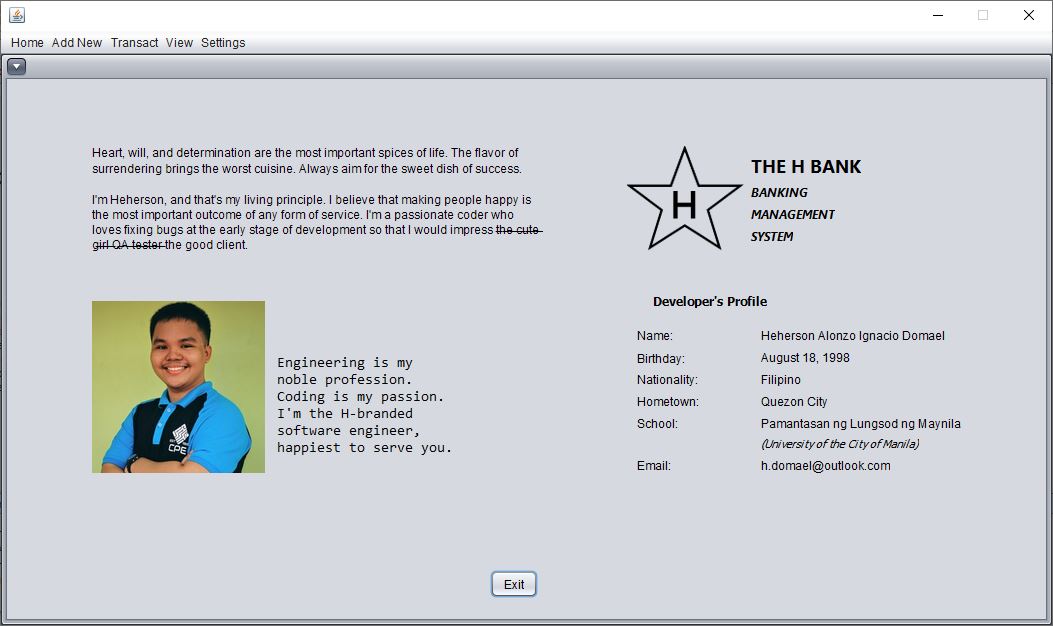 Home Add New Transact View Settings
Heart, will, and determination are the most important spices of life. The flavor of
surrendering brings the worst cuisine. Always aim for the sweet dish of success.
I'm Heherson, and that's my living principle. I believe that making people happy is
the most important outcome of any form of service. I'm a passionate coder who
loves fixing bugs at the early stage of development so that I would impress the cute
girl QA tester the good client.
H
THE H BANK
BANKING
MANAGEMENT
SYSTEM
CPE
Engineering is my
noble profession.
Coding is my passion.
I'm the H-branded
software engineer,
happiest to serve you.
Developer's Profile
Name: Heherson Alonzo Ignacio Domael
Birthday: August 18, 1998
Nationality: Filipino
Hometown: Quezon City
School: Pamantasan ng Lungsod ng Maynila
(University of the City of Manila)
Email: h.domael@outlook.com
Exit